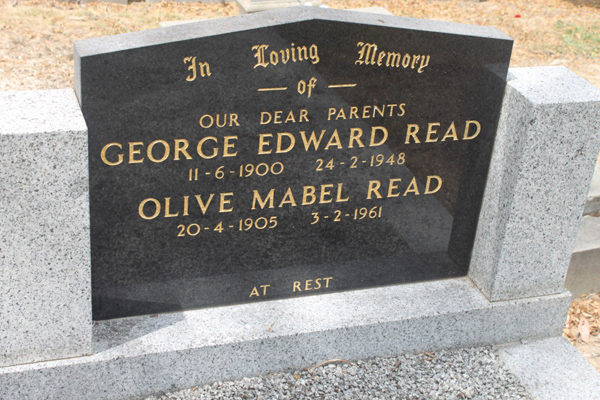 In Loving Memory
— of —
OUR DEAR PARENTS
GEORGE EDWARD READ
11-6-1900 24-2-1948
OLIVE MABEL READ
20-4-1905 3-2-1961
AT REST